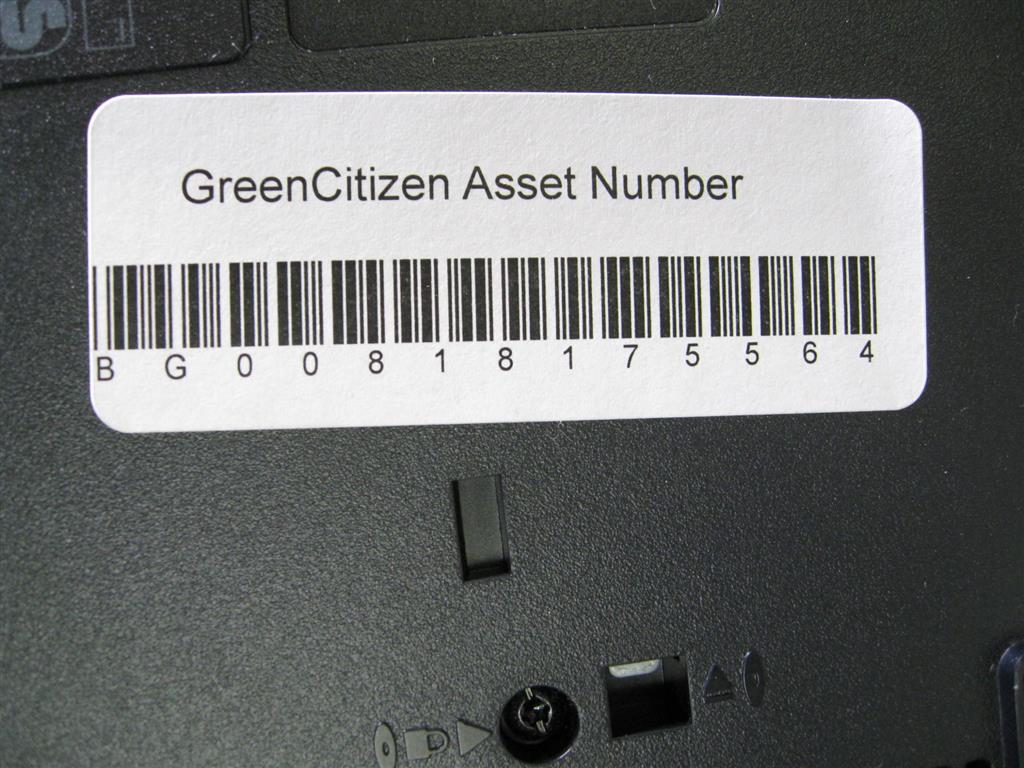 GreenCitizen Asset Number
B G 0 0 8 1 8 1 7 5 5 6 4